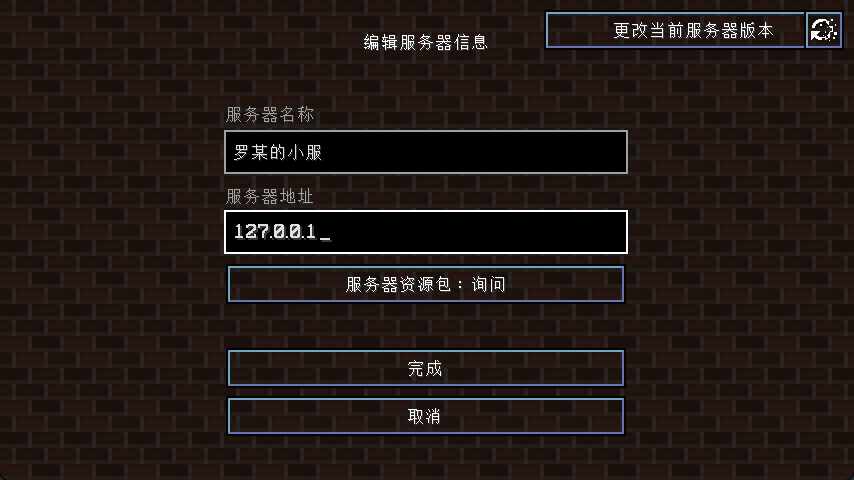 编辑服务器信息
更改当前服务器版本
服务器名称
罗某的小服
服务器地址
127.0.0.1_
服务器资源包：询问
完成
取消